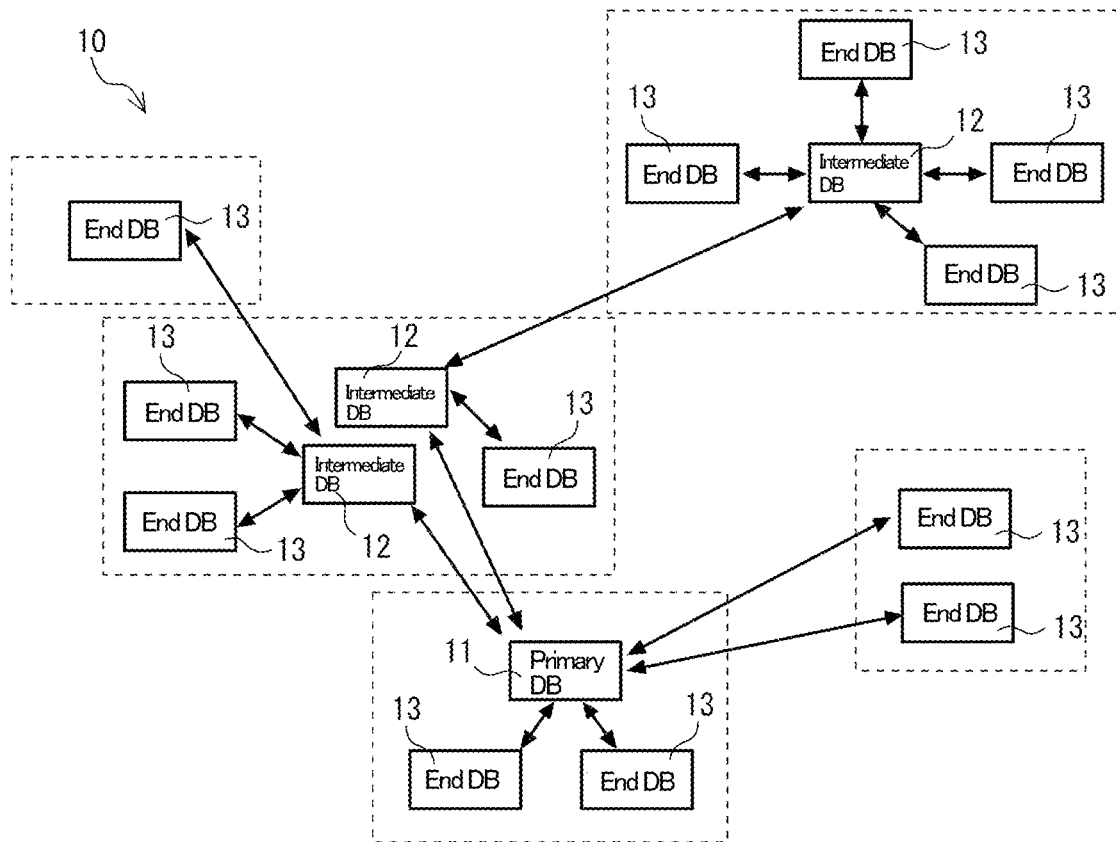 10
End DB
13
13
End DB
Intermediate
DB
12
13
End DB
End DB
13
End DB
13
13
End DB
12
Intermediate
DB
13
End DB
Intermediate
DB
12
End DB
13
End DB
13
End DB
13
11
Primary
DB
13
End DB
13
End DB